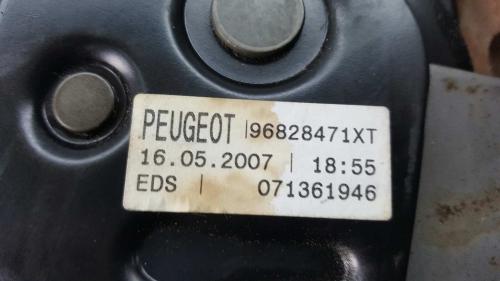 PEUGEOT | 96828471XT
16.05.2007 | 18:55
EDS | 071361946